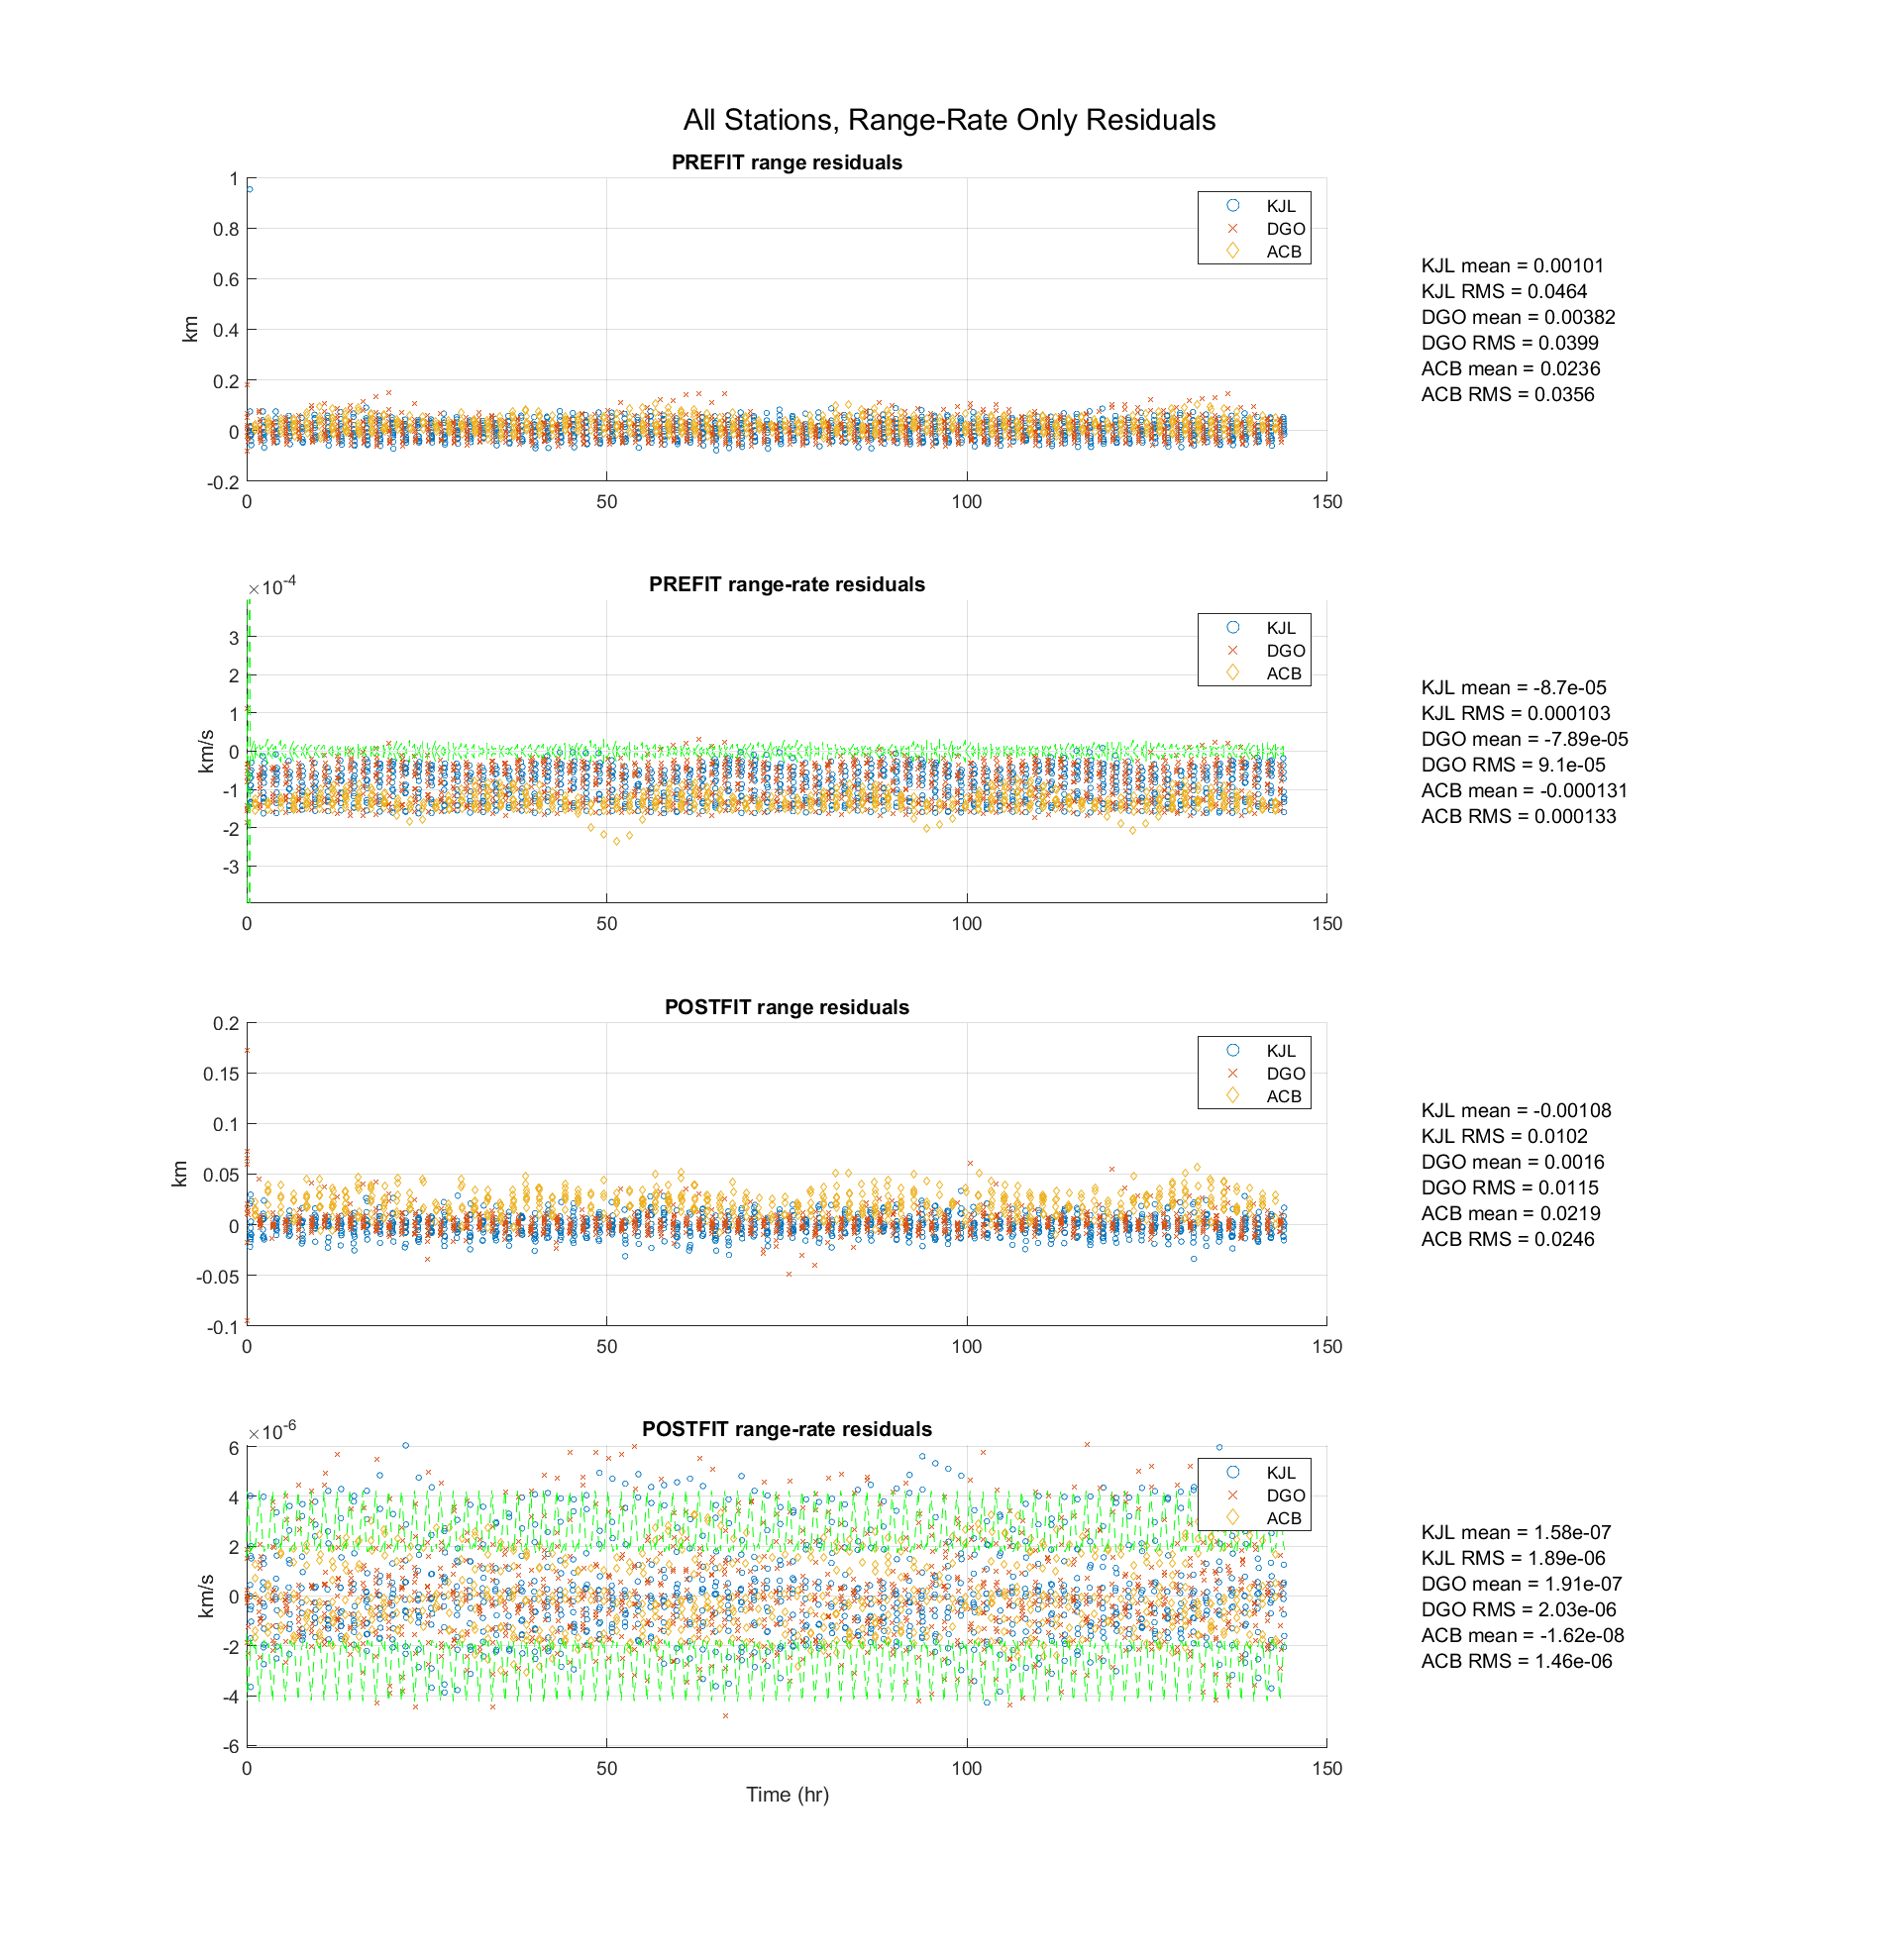 All Stations, Range-Rate Only Residuals
PREFIT range residuals
1
0.8
0.6
0.4
0.2
0
-0.2
km
0
50
100
150
KJL
DGO
ACB
KJL mean = 0.00101
KJL RMS = 0.0464
DGO mean = 0.00382
DGO RMS = 0.0399
ACB mean = 0.0236
ACB RMS = 0.0356
×10-4
PREFIT range-rate residuals
3
2
1
0
-1
-2
-3
km/s
0
50
100
150
KJL
DGO
ACB
KJL mean = -8.7e-05
KJL RMS = 0.000103
DGO mean = -7.89e-05
DGO RMS = 9.1e-05
ACB mean = -0.000131
ACB RMS = 0.000133
POSTFIT range residuals
0.2
0.15
0.1
0.05
0
-0.05
-0.1
km
0
50
100
150
KJL
DGO
ACB
KJL mean = -0.00108
KJL RMS = 0.0102
DGO mean = 0.0016
DGO RMS = 0.0115
ACB mean = 0.0219
ACB RMS = 0.0246
×10-6
POSTFIT range-rate residuals
6
4
2
0
-2
-4
-6
km/s
0
50
100
150
Time (hr)
KJL
DGO
ACB
KJL mean = 1.58e-07
KJL RMS = 1.89e-06
DGO mean = 1.91e-07
DGO RMS = 2.03e-06
ACB mean = -1.62e-08
ACB RMS = 1.46e-06